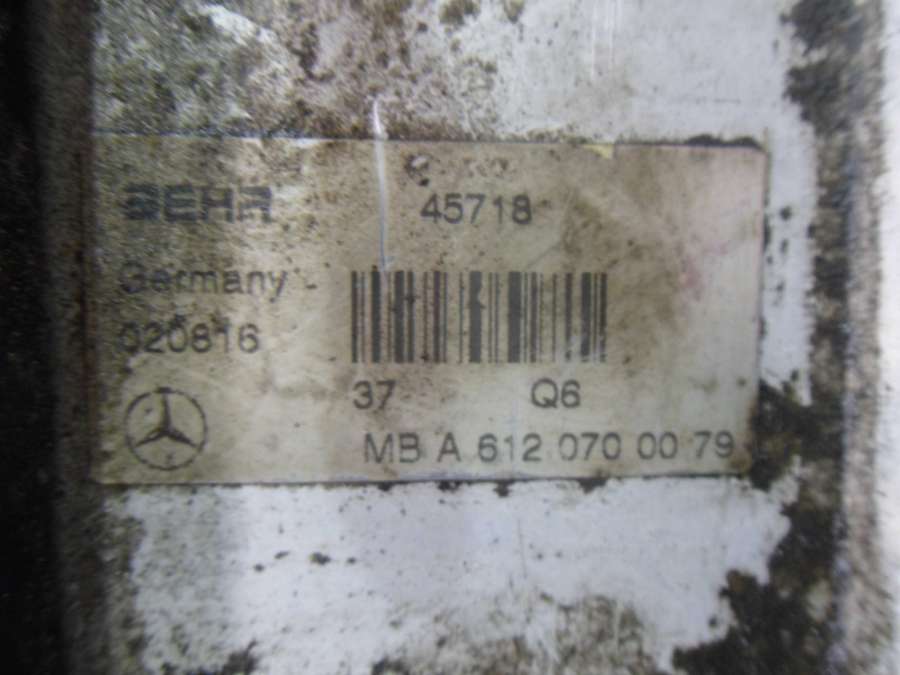 BEHR 45718
Germany
020816
37 Q6
MB A 612 070 00 79